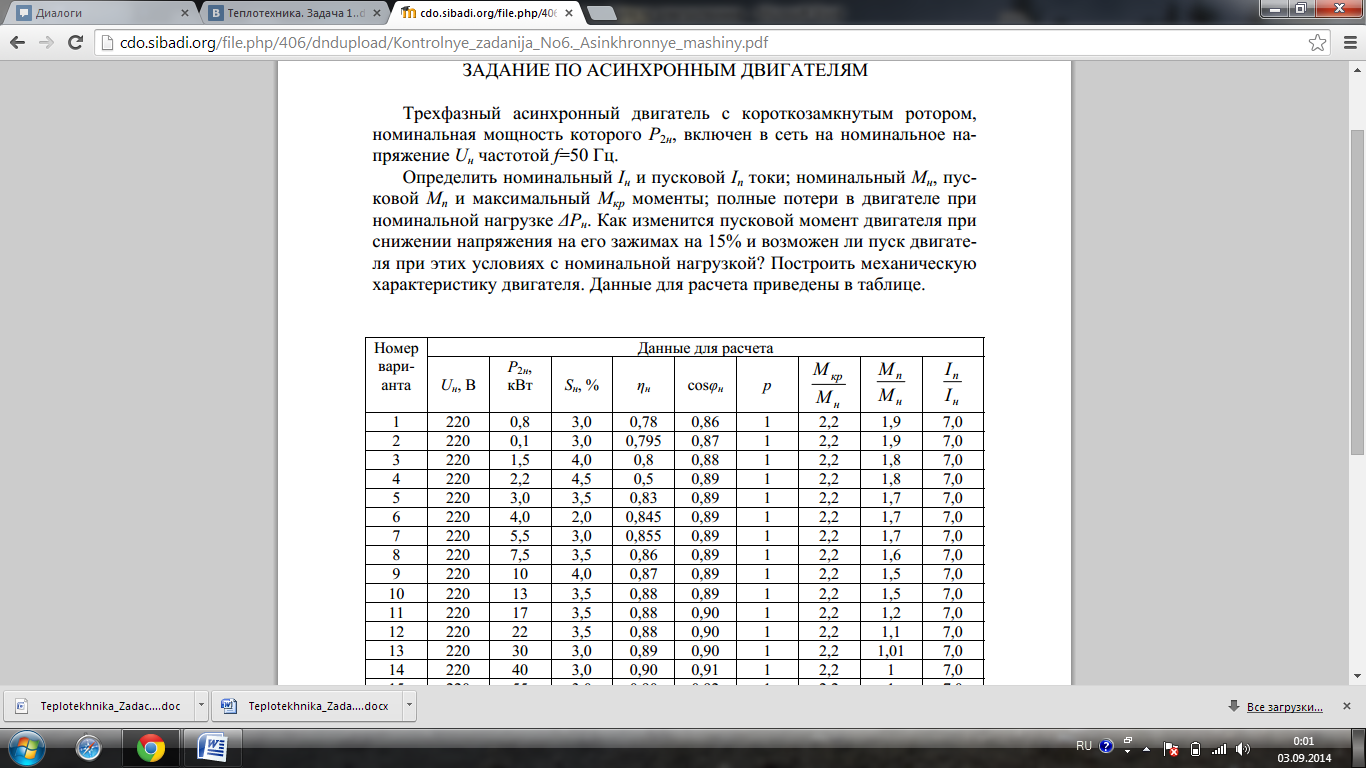 Диалоги
Теплотехника. Задача 1..d
cdo.sibadi.org/file.php/406
cdo.sibadi.org/file.php/406/dndupload/Kontrolnye_zadanija_No6._Asinkhronnye_mashiny.pdf
ЗАДАНИЕ ПО АСИНХРОННЫМ ДВИГАТЕЛЯМ
Трехфазный асинхронный двигатель с короткозамкнутым ротором,
номинальная мощность которого P2н, включен в сеть на номинальное на-
пряжение Uн частотой f=50 Гц.
Определить номинальный Iн и пусковой Iп токи; номинальный Mн, пус-
ковой Mп и максимальный Mкр моменты; полные потери в двигателе при
номинальной нагрузке ΔPн. Как изменится пусковой момент двигателя при
снижении напряжения на его зажимах на 15% и возможен ли пуск двигате-
ля при этих условиях с номинальной нагрузкой? Построить механическую
характеристику двигателя. Данные для расчета приведены в таблице.
Номер вари- анта Данные для расчета
Uн, В P2н, кВт Sн, % ηн cosφн p Mкр/Mн Mп/Mн Iп/Iн
1 220 0,8 3,0 0,78 0,86 1 2,2 1,9 7,0
2 220 0,1 3,0 0,795 0,87 1 2,2 1,9 7,0
3 220 1,5 4,0 0,8 0,88 1 2,2 1,8 7,0
4 220 2,2 4,5 0,5 0,89 1 2,2 1,8 7,0
5 220 3,0 3,5 0,83 0,89 1 2,2 1,7 7,0
6 220 4,0 2,0 0,845 0,89 1 2,2 1,7 7,0
7 220 5,5 3,0 0,855 0,89 1 2,2 1,7 7,0
8 220 7,5 3,5 0,86 0,89 1 2,2 1,6 7,0
9 220 10 4,0 0,87 0,89 1 2,2 1,5 7,0
10 220 13 3,5 0,88 0,89 1 2,2 1,5 7,0
11 220 17 3,5 0,88 0,90 1 2,2 1,2 7,0
12 220 22 3,5 0,88 0,90 1 2,2 1,1 7,0
13 220 30 3,0 0,89 0,90 1 2,2 1,01 7,0
14 220 40 3,0 0,90 0,91 1 2,2 1 7,0
Teplotekhnika_Zadac....doc
Teplotekhnika_Zada....docx
Все загрузки...
RU
0:01
03.09.2014